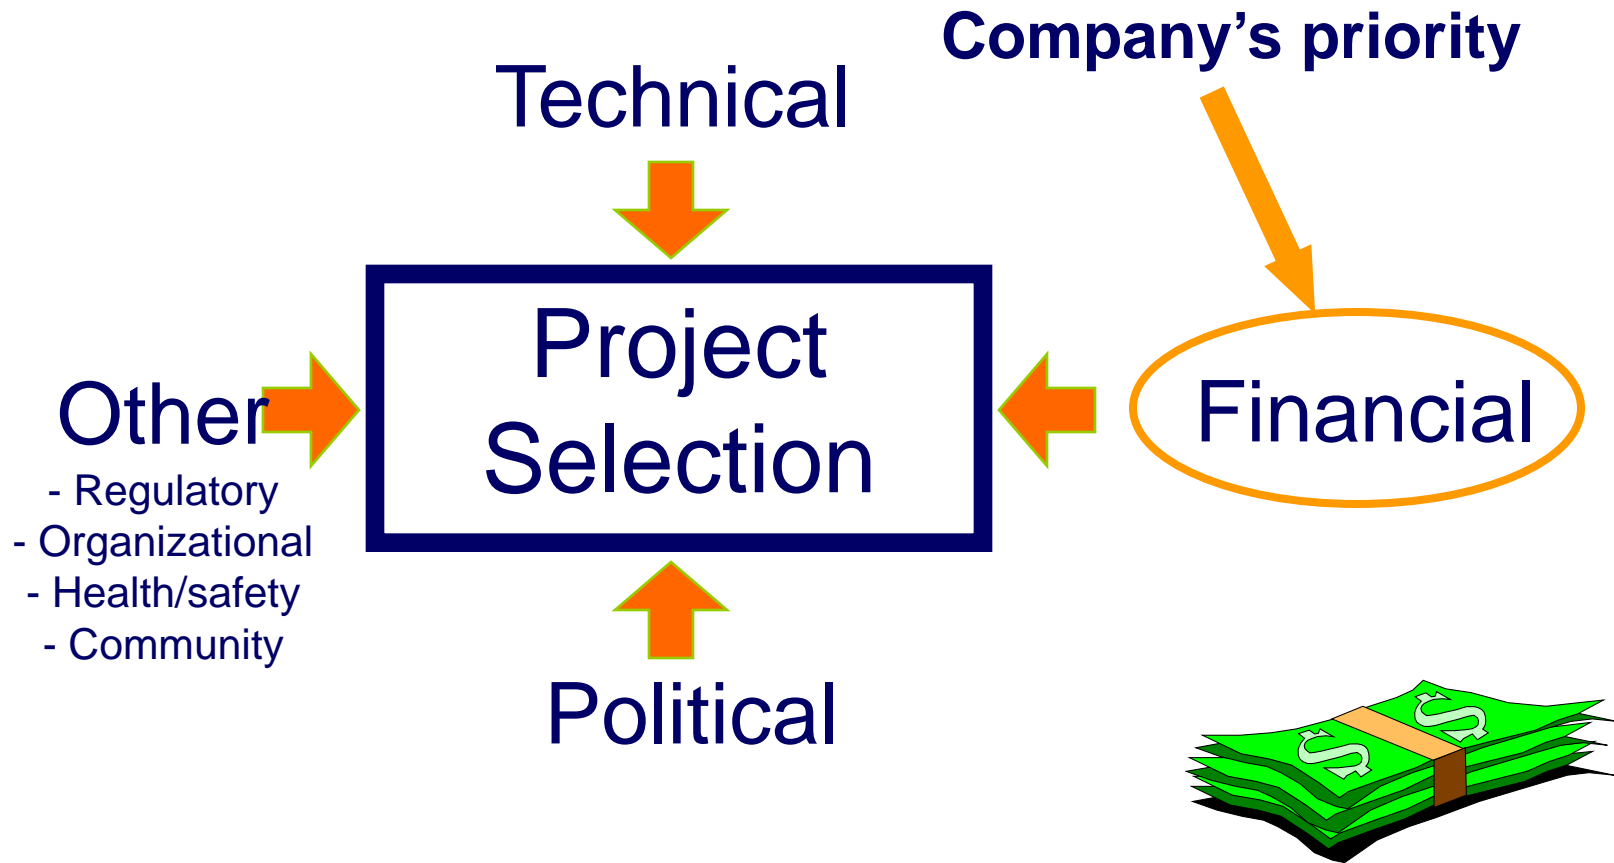 Company’s priority
Technical
Project
Selection
Other
- Regulatory
- Organizational
- Health/safety
- Community
Financial
Political
$
$